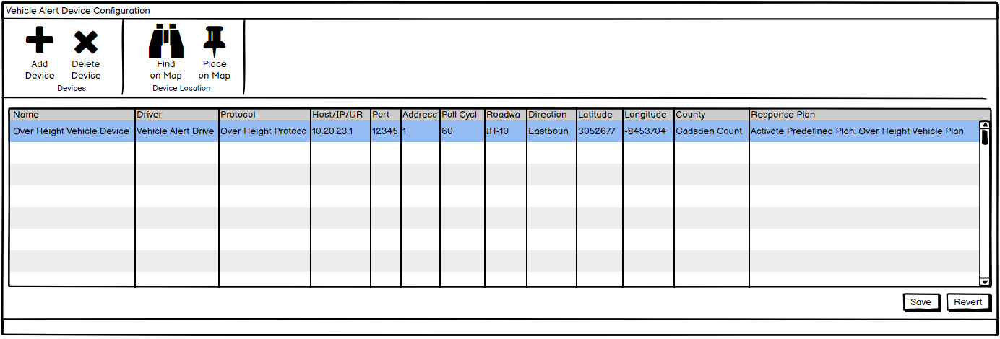 Vehicle Alert Device Configuration
Add Device
Delete Device
Devices
Find on Map
Place on Map
Device Location
Name Driver Protocol Host/IP/UR Port Address Poll Cycl Roadwa Direction Latitude Longitude County Response Plan
Over Height Vehicle Device Vehicle Alert Drive Over Height Protoco 10.20.23.1 12345 1 60 IH-10 Eastboun 3052677 -8453704 Gadsden Count Activate Predefined Plan: Over Height Vehicle Plan
Save Revert